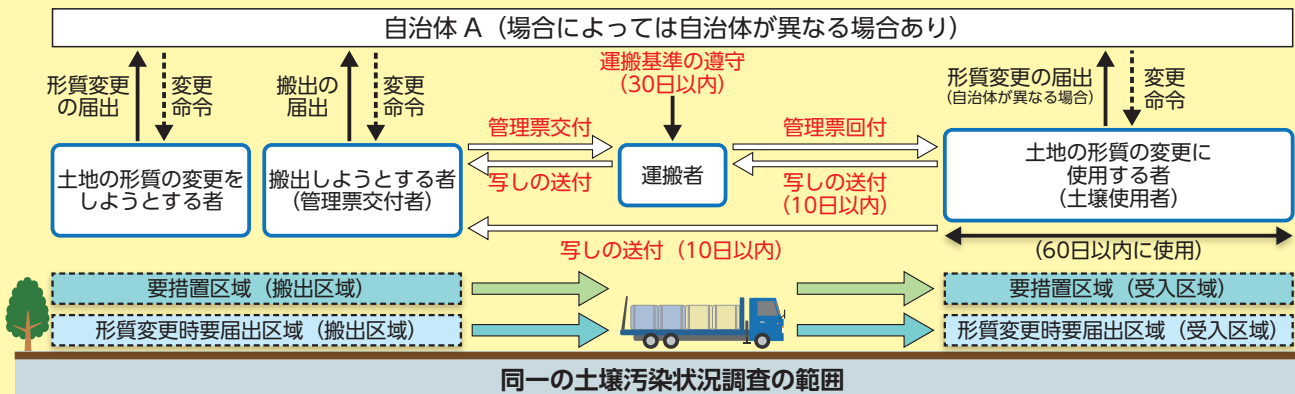 自治体 A（場合によっては自治体が異なる場合あり）
形質変更
の届出
変更
命令
搬出の
届出
変更
命令
運搬基準の遵守
（30日以内）
形質変更の届出
（自治体が異なる場合）
変更
命令
管理票交付
管理票回付
土地の形質の変更を
しようとする者
搬出しようとする者
（管理票交付者）
写しの送付
運搬者
写しの送付
（10日以内）
土地の形質の変更に
使用する者
（土壌使用者）
写しの送付（10日以内）
（60日以内に使用）
要措置区域（搬出区域）
要措置区域（受入区域）
形質変更時要届出区域（搬出区域）
形質変更時要届出区域（受入区域）
同一の土壌汚染状況調査の範囲